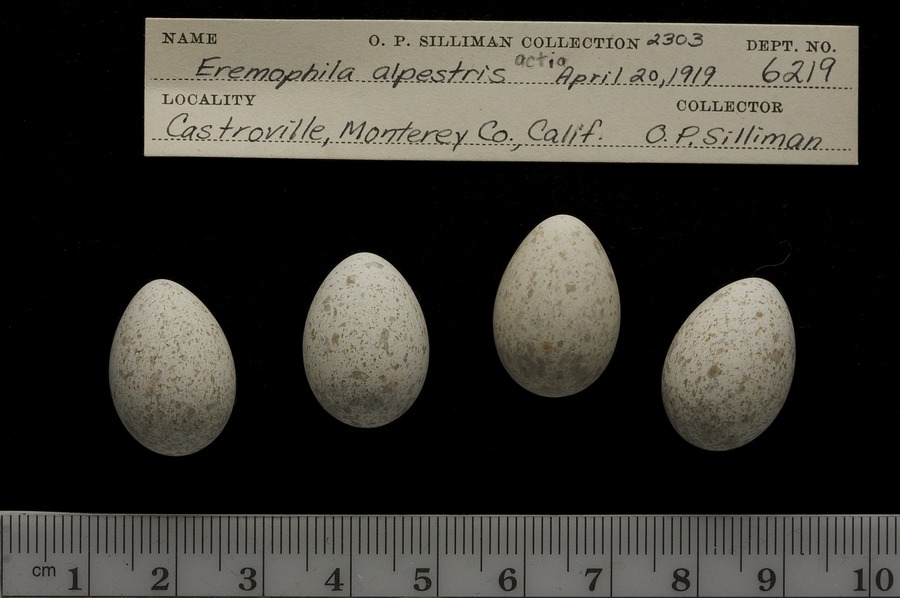 NAME O. P. SILLIMAN COLLECTION 2303 DEPT. NO.
Eremophila alpestris actia April 20, 1919 6219
LOCALITY COLLECTOR
Castroville, Monterey Co., Calif. O.P. Silliman
cm 1 2 3 4 5 6 7 8 9 10